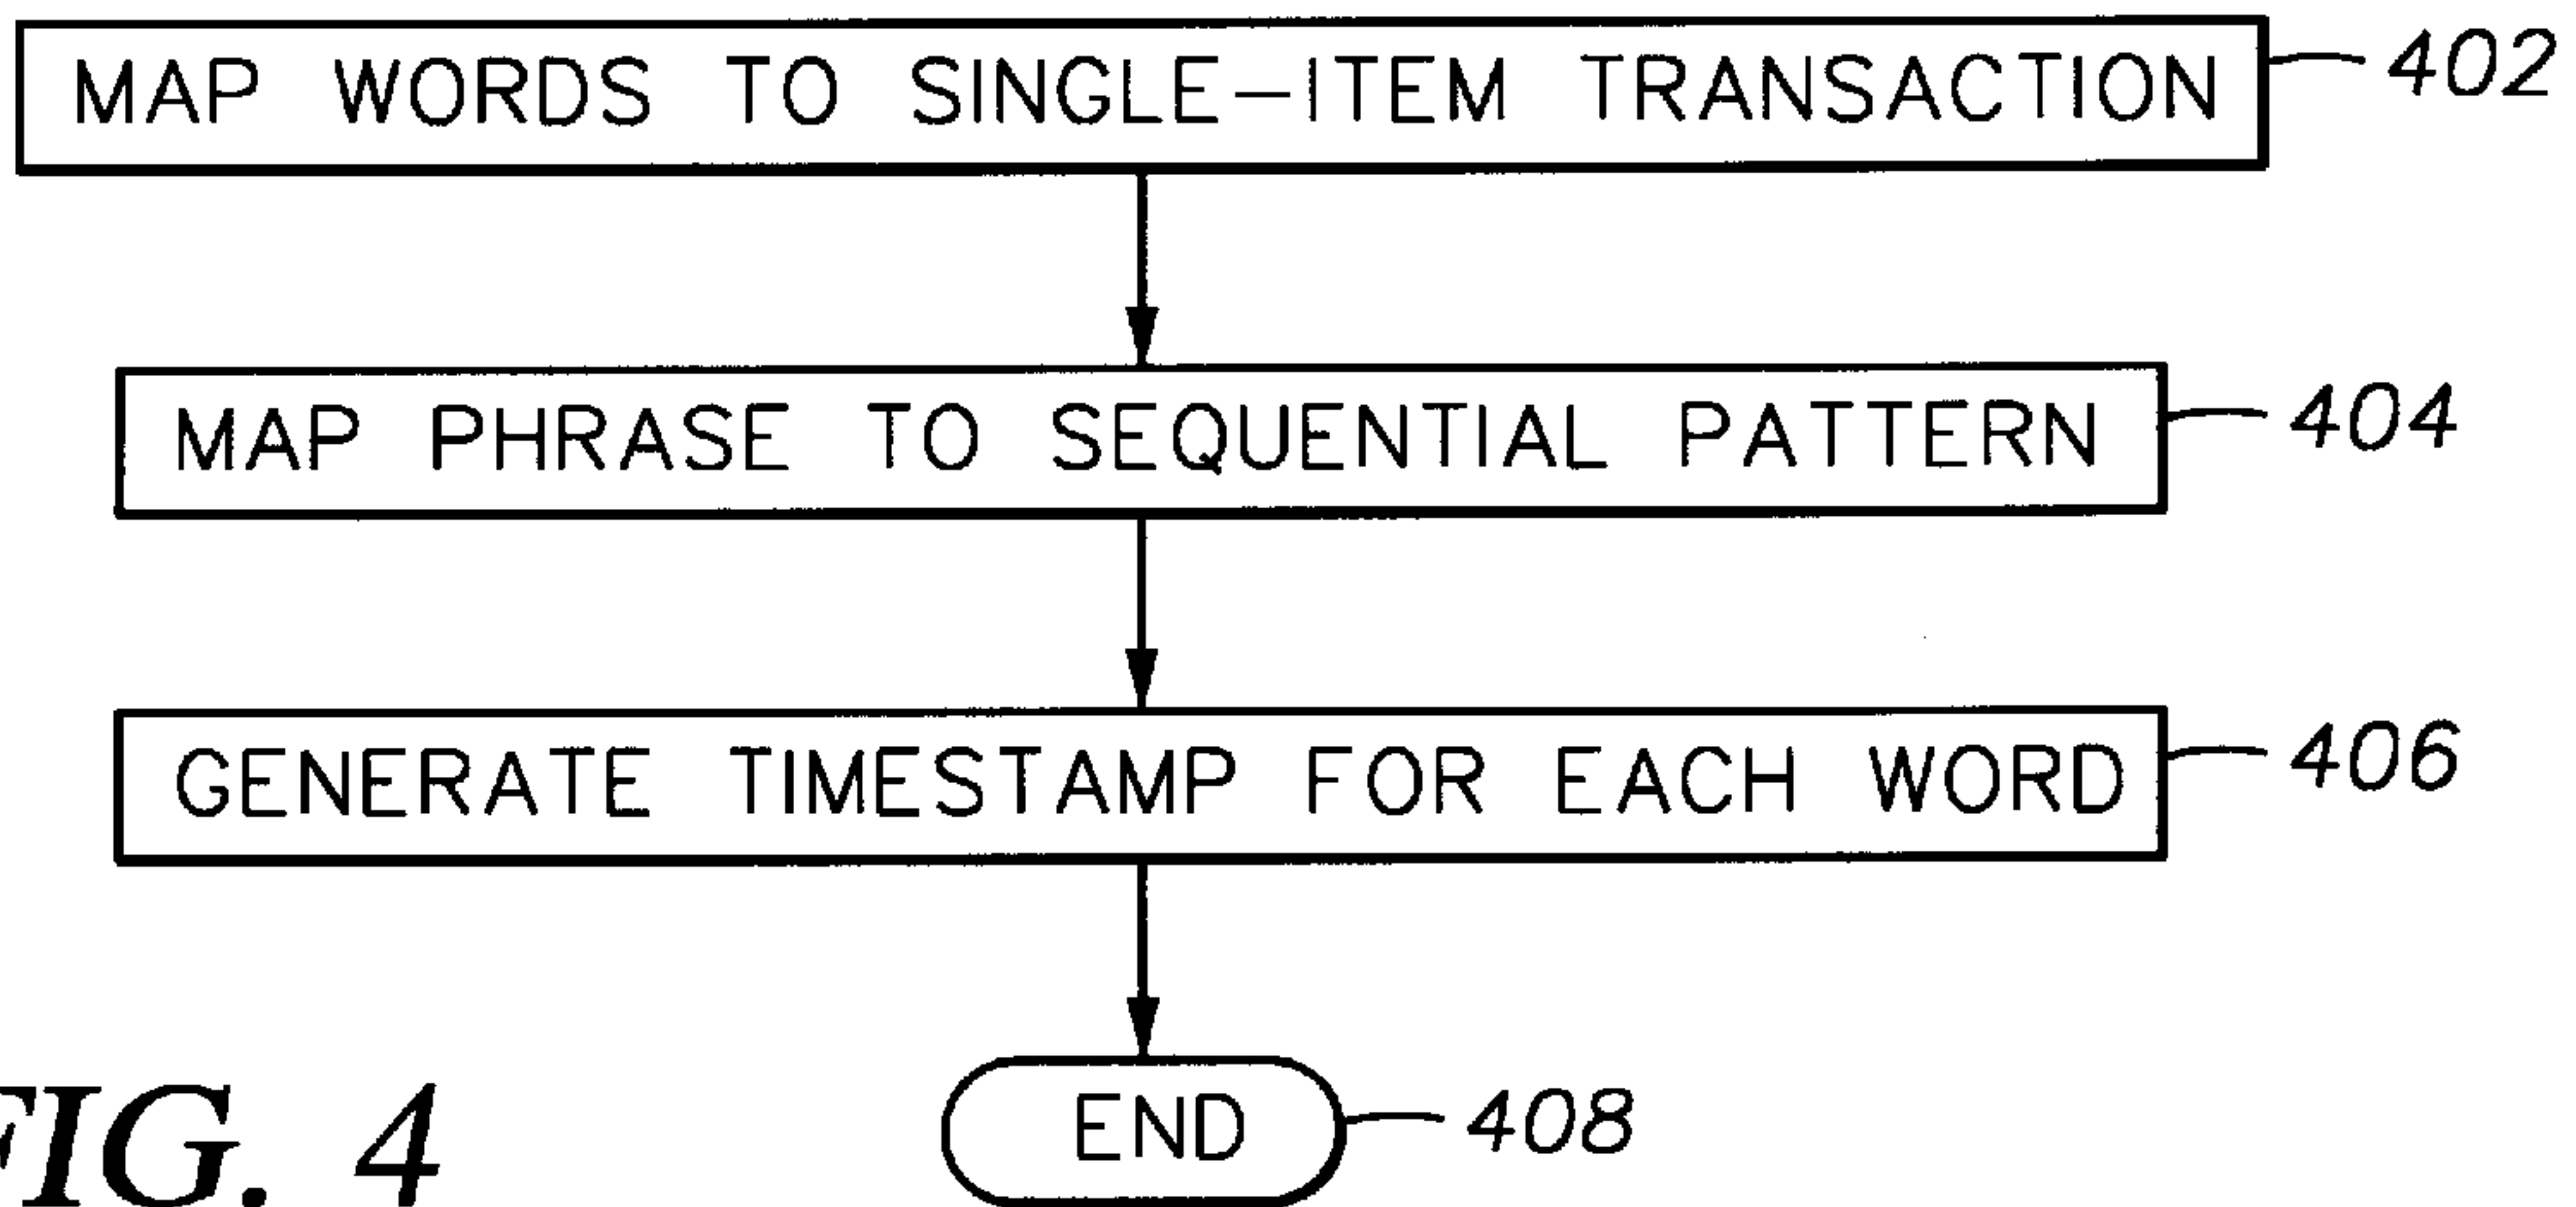 MAP WORDS TO SINGLE-ITEM TRANSACTION 402
MAP PHRASE TO SEQUENTIAL PATTERN 404
GENERATE TIMESTAMP FOR EACH WORD 406
END 408
FIG. 4